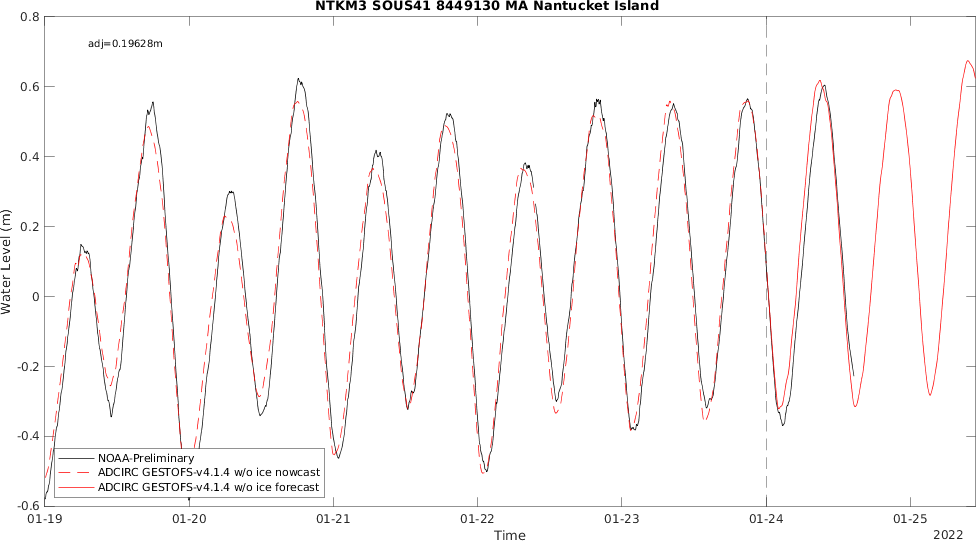 NTKM3 SOUS41 8449130 MA Nantucket Island
adj=0.19628m
Water Level (m)
0.8
0.6
0.4
0.2
0
-0.2
-0.4
-0.6
NOAA-Preliminary
ADCIRC GESTOFS-v4.1.4 w/o ice nowcast
ADCIRC GESTOFS-v4.1.4 w/o ice forecast
01-19
01-20
01-21
01-22
01-23
01-24
01-25
Time
2022